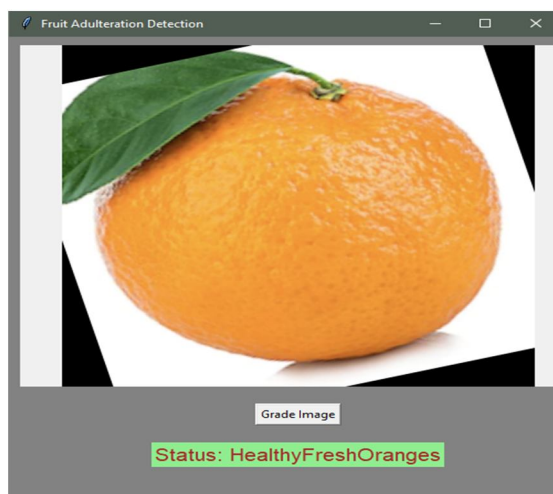 Fruit Adulteration Detection
Grade Image
Status: HealthyFreshOranges